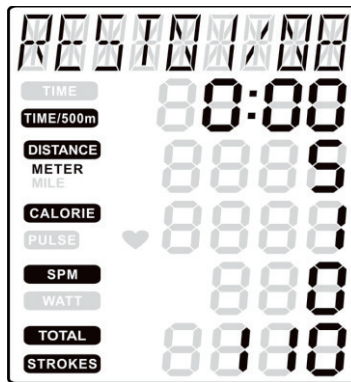 REST01/08
TIME
TIME/500m 0:00
DISTANCE 5
METER
MILE
CALORIE 1
PULSE
SPM 0
WATT
TOTAL 110
STROKES